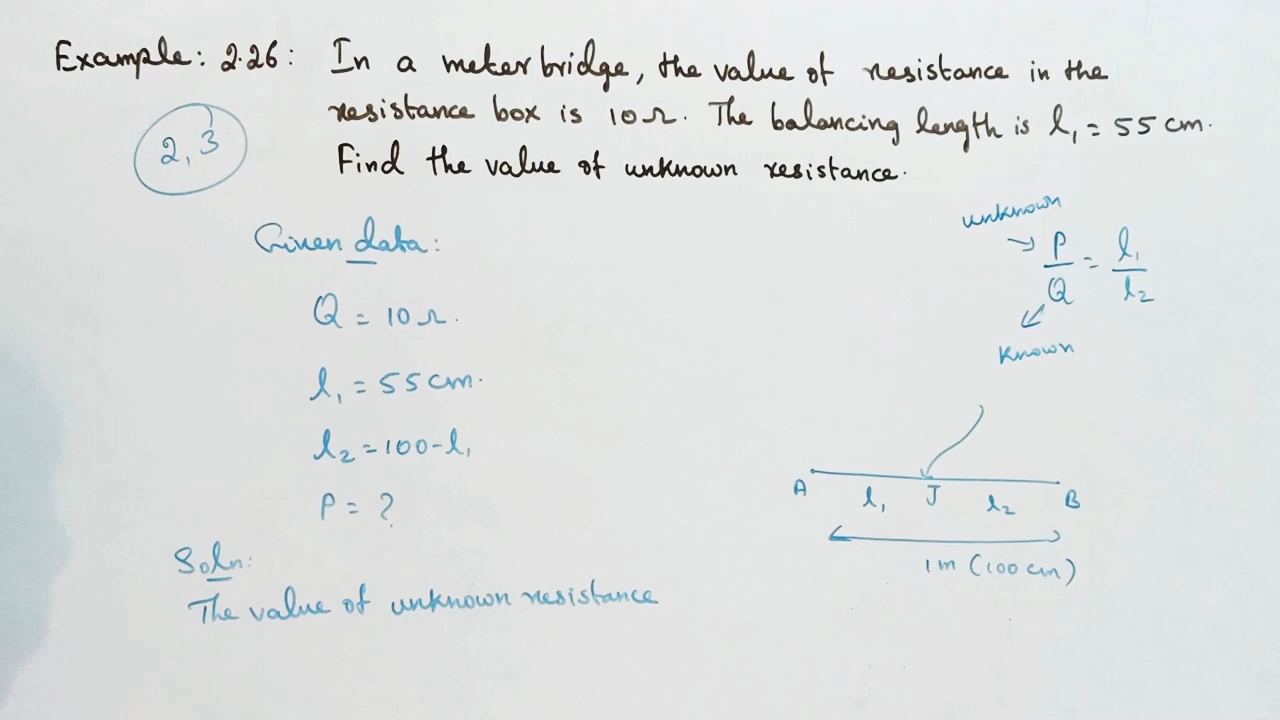 Example: 2.26: In a meter bridge, the value of resistance in the
resistance box is 10Ω. The balancing length is l₁ = 55 cm.
Find the value of unknown resistance.
2, 3
Given data:
Q = 10Ω.
l₁ = 55 cm.
l₂ = 100 - l₁
P = ?
Soln:
The value of unknown resistance
unknown
→ P/Q = l₁/l₂
known
A l₁ J l₂ B
1m (100 cm)